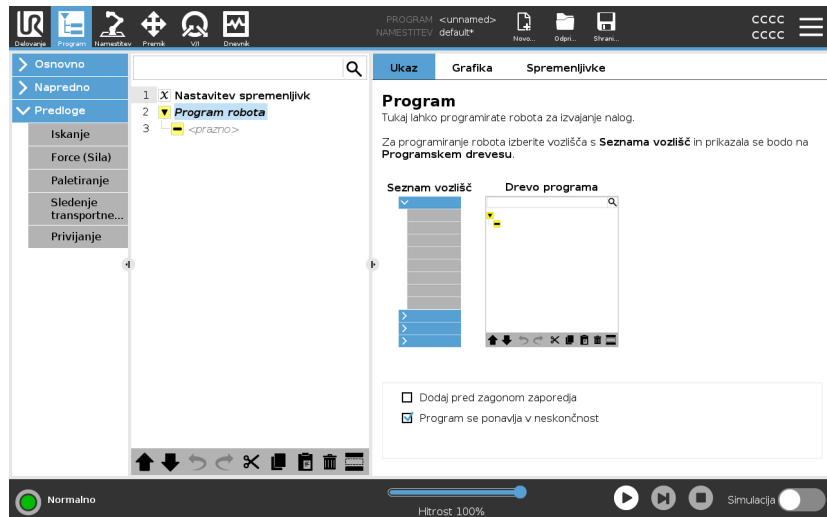 UR
Delovanje
Program
Namestitev
Premik
V/I
Dnevnik
PROGRAM <unnamed>
NAMESTITEV default*
Novo...
Odpri...
Shrani...
cccc
cccc
Osnovno
Napredno
Predloge
Iskanje
Force (Sila)
Paletiranje
Sledenje
transportne...
Privijanje
1 X Nastavitev spremenljivk
2 Program robota
3 <prazno>
Ukaz
Grafika
Spremenljivke
Program
Tukaj lahko programirate robota za izvajanje nalog.
Za programiranje robota izberite vozlišča s Seznama vozlišč in prikazala se bodo na
Programskem drevesu.
Seznam vozlišč
Drevo programa
Dodaj pred zagonom zaporedja
Program se ponavlja v neskončnost
Normalno
Hitrost 100%
Simulacija